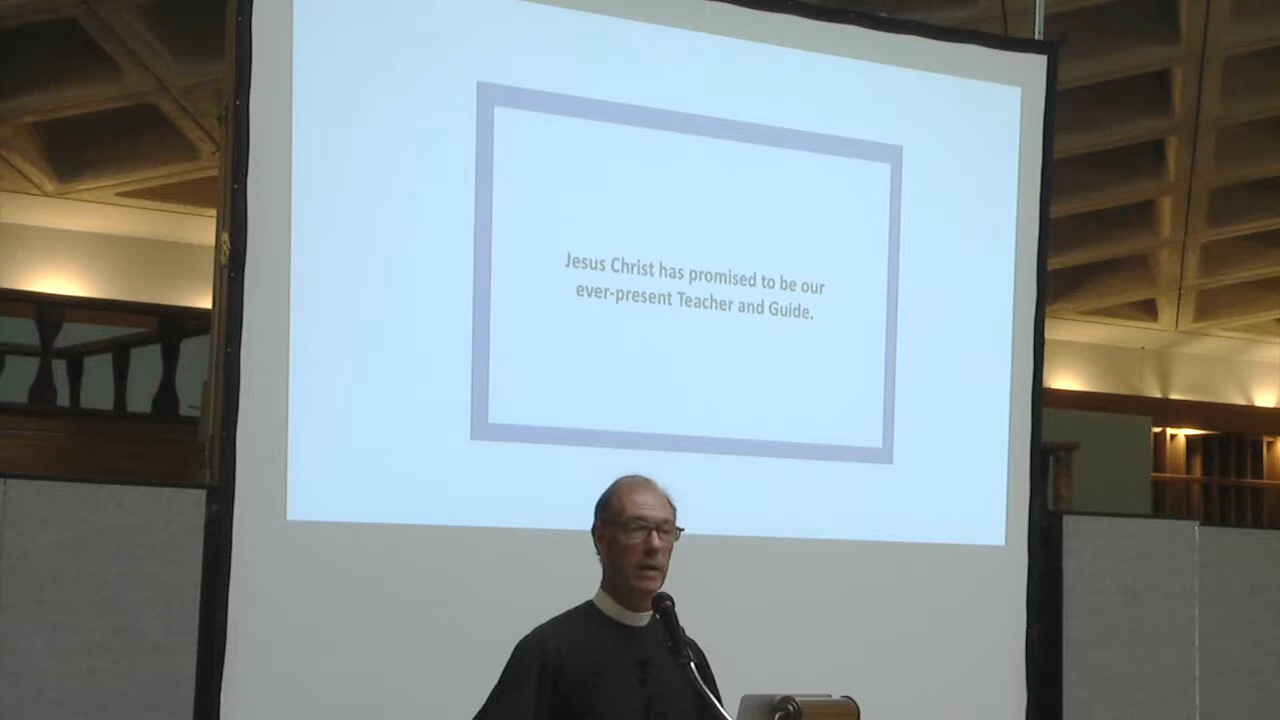 Jesus Christ has promised to be our
ever-present Teacher and Guide.